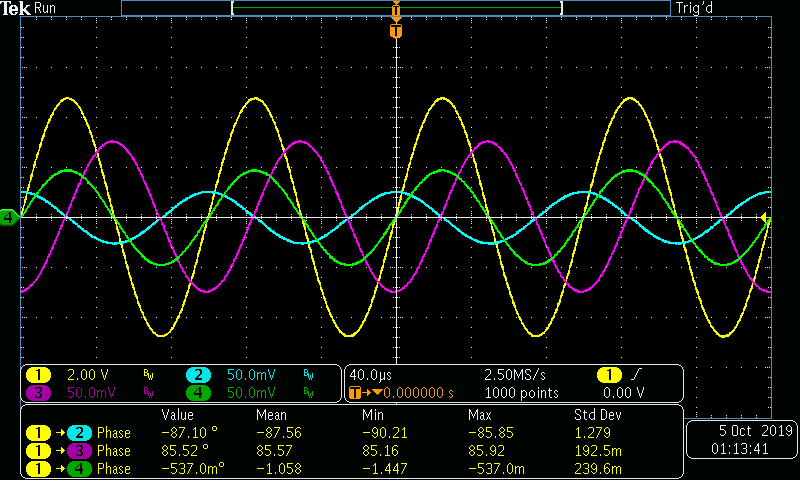 Tek Run Trig'd
T
T
4
1 2.00 V BW 2 50.0mV BW 40.0µs 2.50MS/s 1 /
3 50.0mV BW 4 50.0mV BW T→▼0.000000 s 1000 points 0.00 V
Value Mean Min Max Std Dev
1 → 2 Phase −87.10 ° −87.56 −90.21 −85.85 1.279
1 → 3 Phase 85.52 ° 85.57 85.16 85.92 192.5m
1 → 4 Phase −537.0m° −1.058 −1.447 −537.0m 239.6m
5 Oct 2019
01:13:41